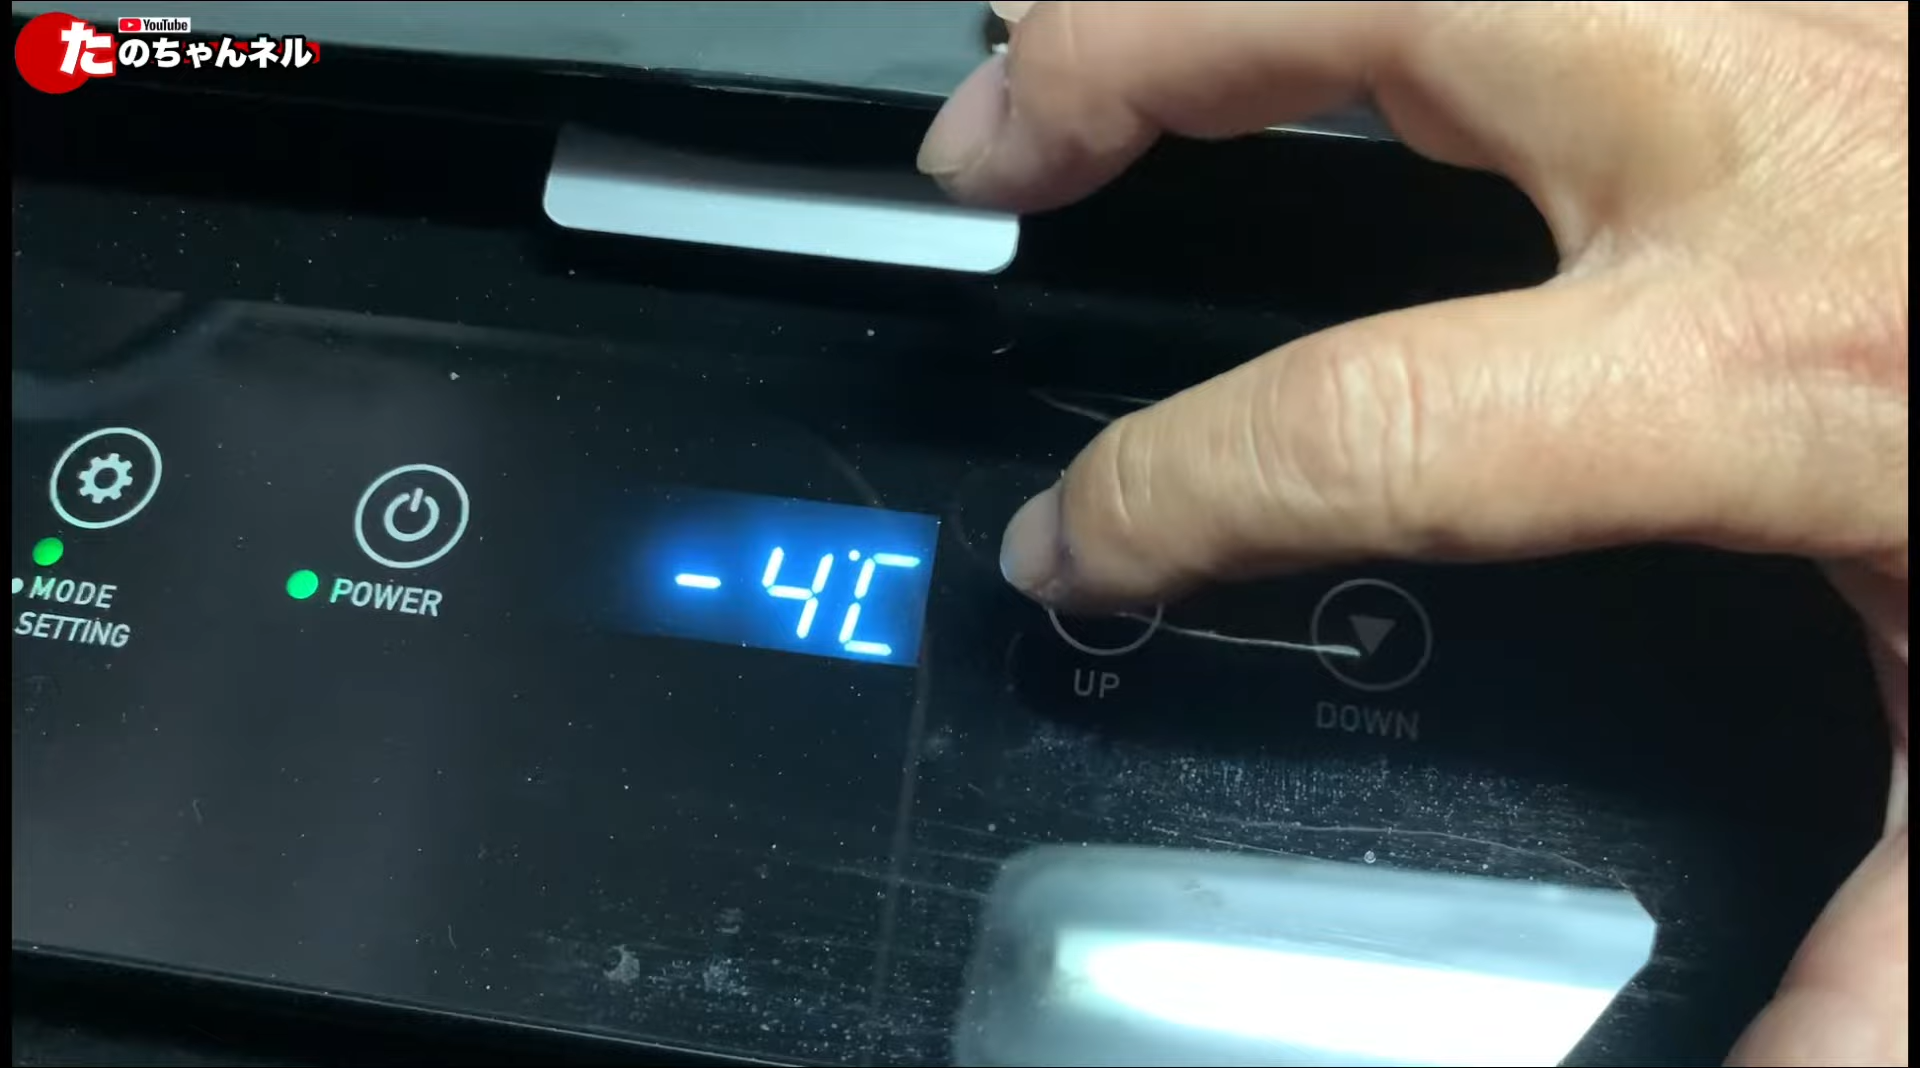 YouTube
たのちゃんネル
MODE
SETTING
POWER
-4℃
UP
DOWN